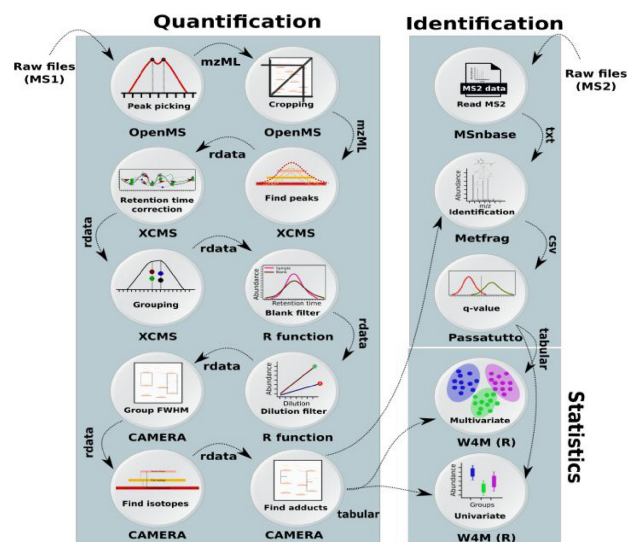 Quantification
Identification
Raw files
(MS1)
mzML
Peak picking
OpenMS
Cropping
OpenMS
mzML
rdata
Find peaks
XCMS
Retention time
correction
XCMS
rdata
rdata
Grouping
XCMS
Abundance
Sample
Blank
Retention time
Blank filter
R function
rdata
rdata
Abundance
Dilution
Dilution filter
R function
Group FWHM
CAMERA
rdata
rdata
Find isotopes
CAMERA
Find adducts
CAMERA
tabular
Raw files
(MS2)
MS2 data
Read MS2
MSnbase
txt
Abundance
m/z
Identification
Metfrag
csv
q-value
Passatutto
tabular
Statistics
Multivariate
W4M (R)
Abundance
Groups
Univariate
W4M (R)